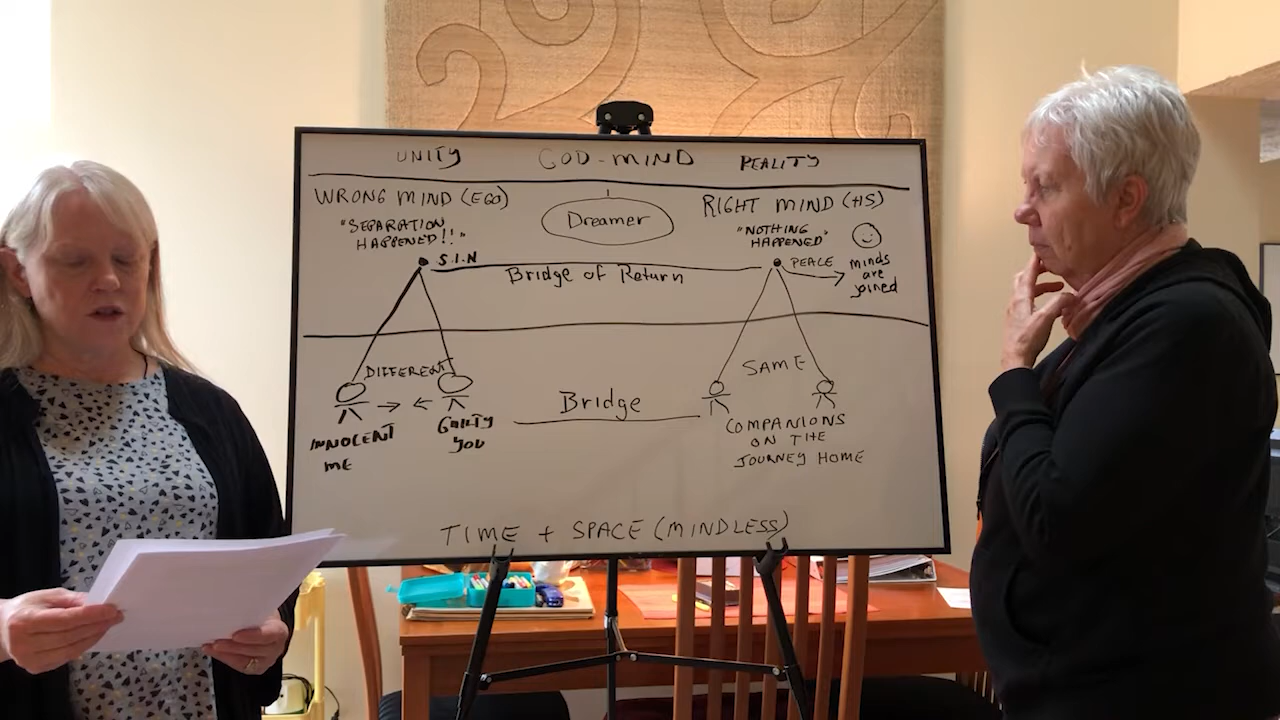 UNITY GOD-MIND REALITY
WRONG MIND (EGO)
Dreamer
RIGHT MIND (HS)
"SEPARATION
HAPPENED!!"
"NOTHING
HAPPENED"
S.I.N
Bridge of Return
PEACE
minds
are
joined
DIFFERENT
SAME
INNOCENT
ME
GUILTY
YOU
Bridge
COMPANIONS
ON THE
JOURNEY HOME
TIME + SPACE (MINDLESS)